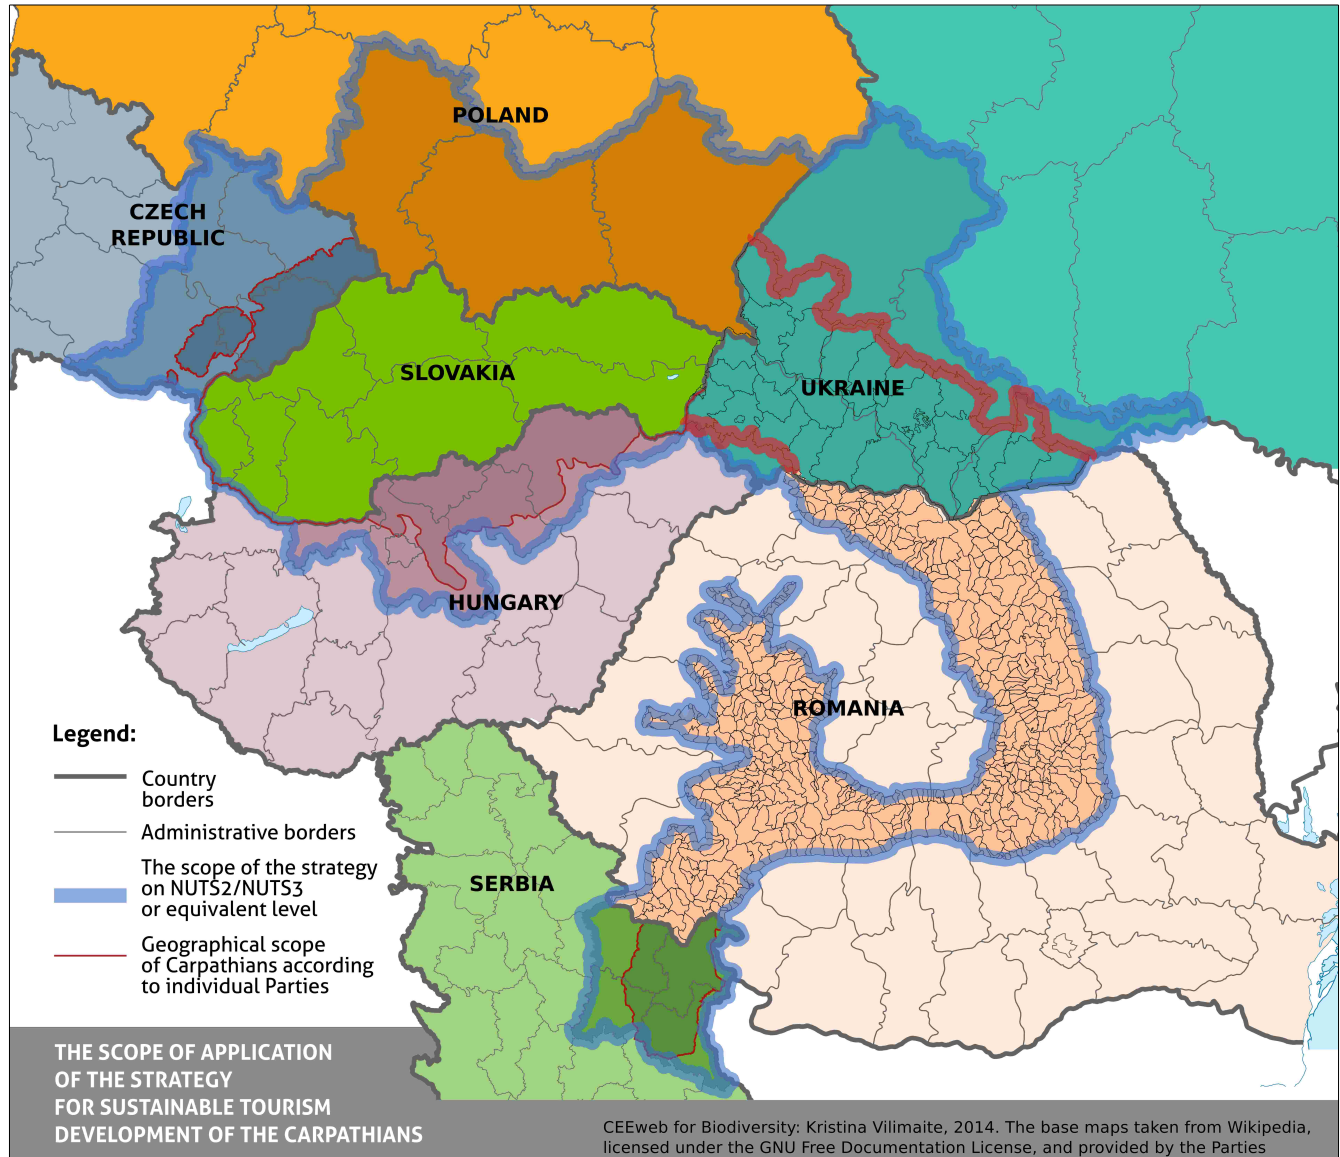 POLAND
CZECH
REPUBLIC
SLOVAKIA
UKRAINE
HUNGARY
ROMANIA
SERBIA
Legend:
Country
borders
Administrative borders
The scope of the strategy
on NUTS2/NUTS3
or equivalent level
Geographical scope
of Carpathians according
to individual Parties
THE SCOPE OF APPLICATION
OF THE STRATEGY
FOR SUSTAINABLE TOURISM
DEVELOPMENT OF THE CARPATHIANS
CEEweb for Biodiversity: Kristina Vilimaite, 2014. The base maps taken from Wikipedia,
licensed under the GNU Free Documentation License, and provided by the Parties